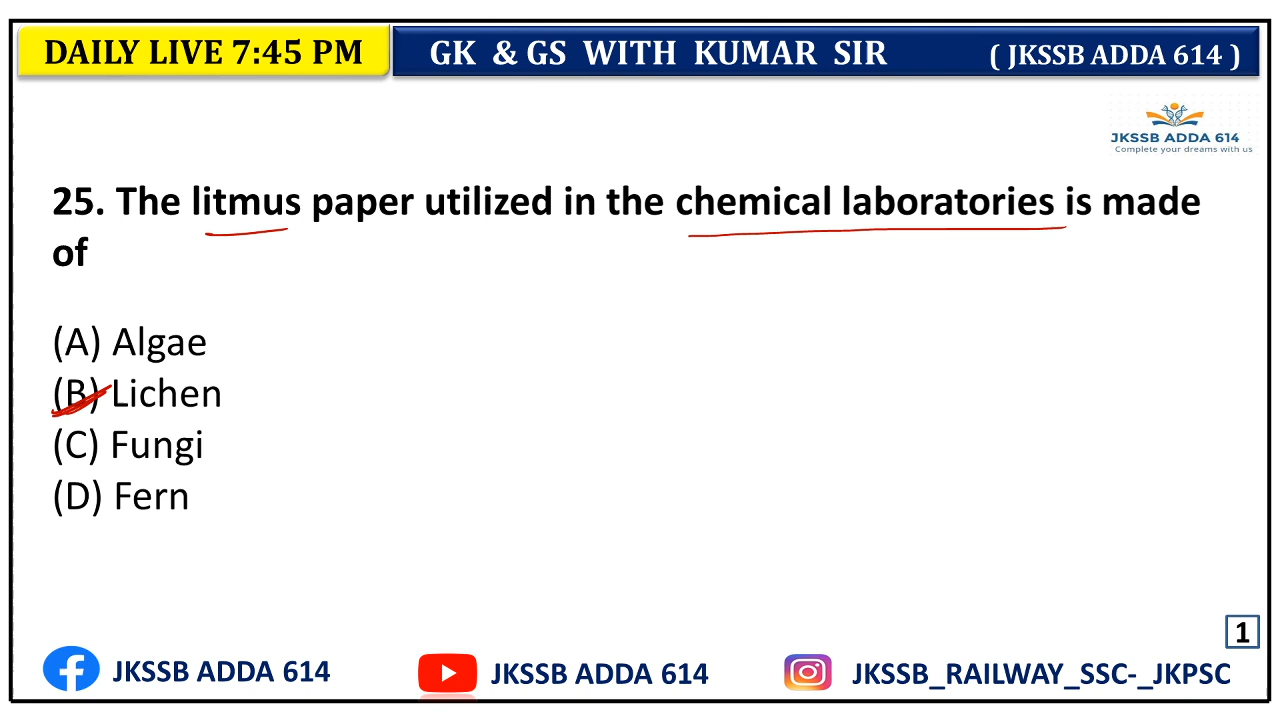 DAILY LIVE 7:45 PM
GK & GS WITH KUMAR SIR ( JKSSB ADDA 614 )
JKSSB ADDA 614
Complete your dreams with us
25. The litmus paper utilized in the chemical laboratories is made
of
(A) Algae
(B) Lichen
(C) Fungi
(D) Fern
1
JKSSB ADDA 614
JKSSB ADDA 614
JKSSB_RAILWAY_SSC-_JKPSC